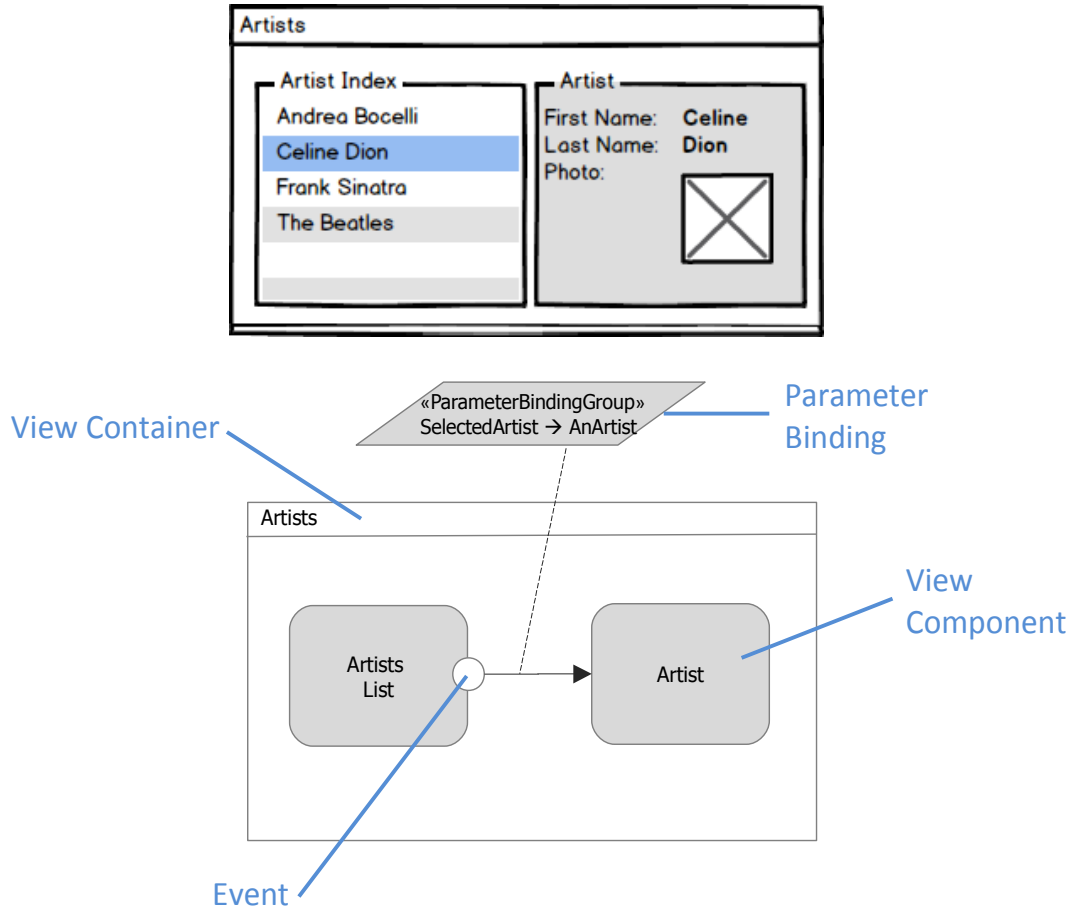 Artists
Artist Index
Andrea Bocelli
Celine Dion
Frank Sinatra
The Beatles
Artist
First Name: Celine
Last Name: Dion
Photo:
«ParameterBindingGroup»
SelectedArtist → AnArtist
Parameter
Binding
View Container
Artists
View
Component
Artists
List
Artist
Event